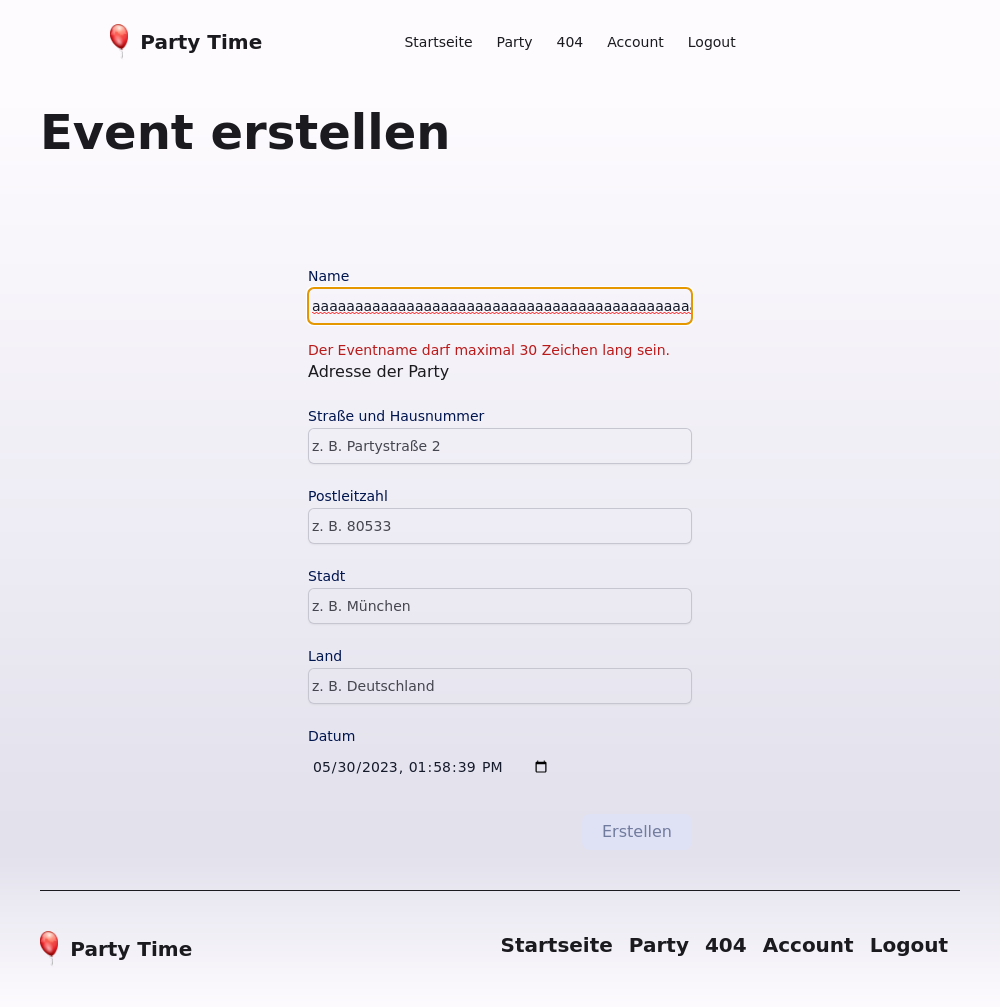 Party Time
Startseite Party 404 Account Logout
Event erstellen
Name
aaaaaaaaaaaaaaaaaaaaaaaaaaaaaaaaaaaaaaaaaaaaa
Der Eventname darf maximal 30 Zeichen lang sein.
Adresse der Party
Straße und Hausnummer
z. B. Partystraße 2
Postleitzahl
z. B. 80533
Stadt
z. B. München
Land
z. B. Deutschland
Datum
05/30/2023, 01:58:39 PM
Erstellen
Party Time
Startseite Party 404 Account Logout